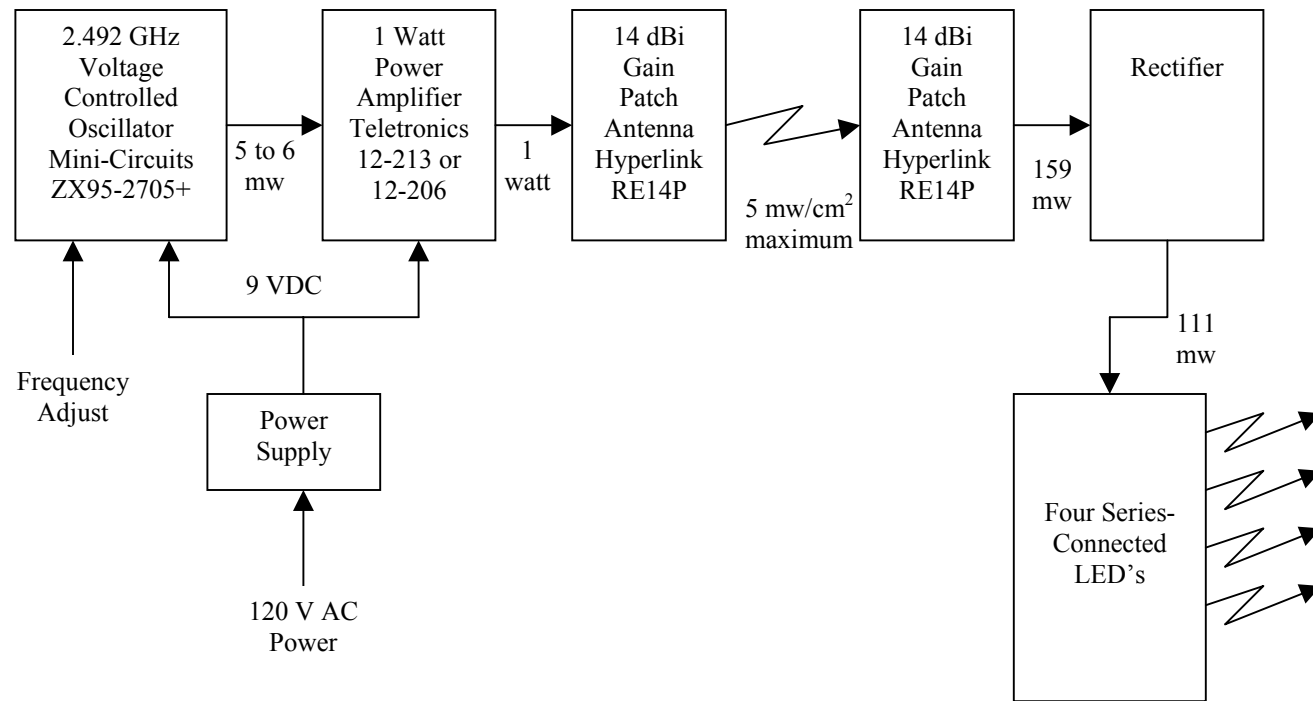 2.492 GHz
Voltage
Controlled
Oscillator
Mini-Circuits
ZX95-2705+
5 to 6
mw
1 Watt
Power
Amplifier
Teletronics
12-213 or
12-206
1
watt
14 dBi
Gain
Patch
Antenna
Hyperlink
RE14P
5 mw/cm²
maximum
14 dBi
Gain
Patch
Antenna
Hyperlink
RE14P
159
mw
Rectifier
9 VDC
111
mw
Frequency
Adjust
Power
Supply
120 V AC
Power
Four Series-
Connected
LED’s